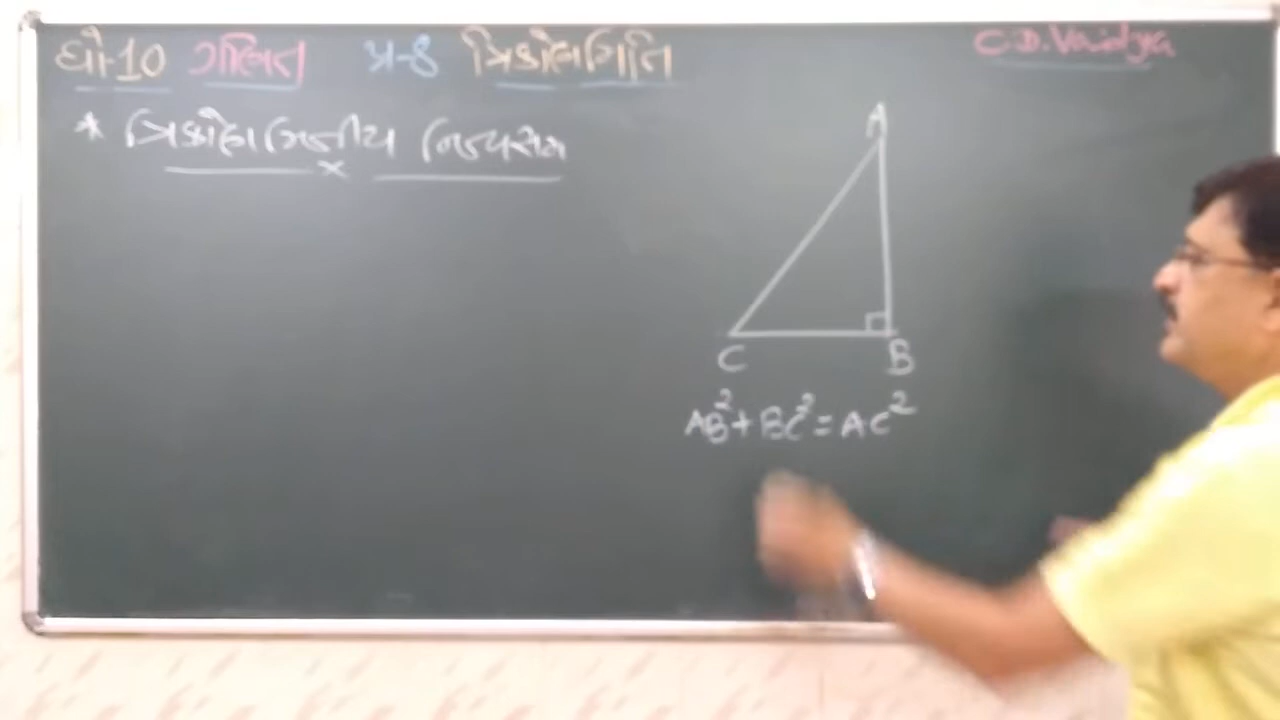 ધો-10 ગણિત પ્ર-8 ત્રિકોણમિતિ C.D.Vaidya
* ત્રિકોણમિતીય નિત્યસમ
A
C B
AB² + BC² = AC²